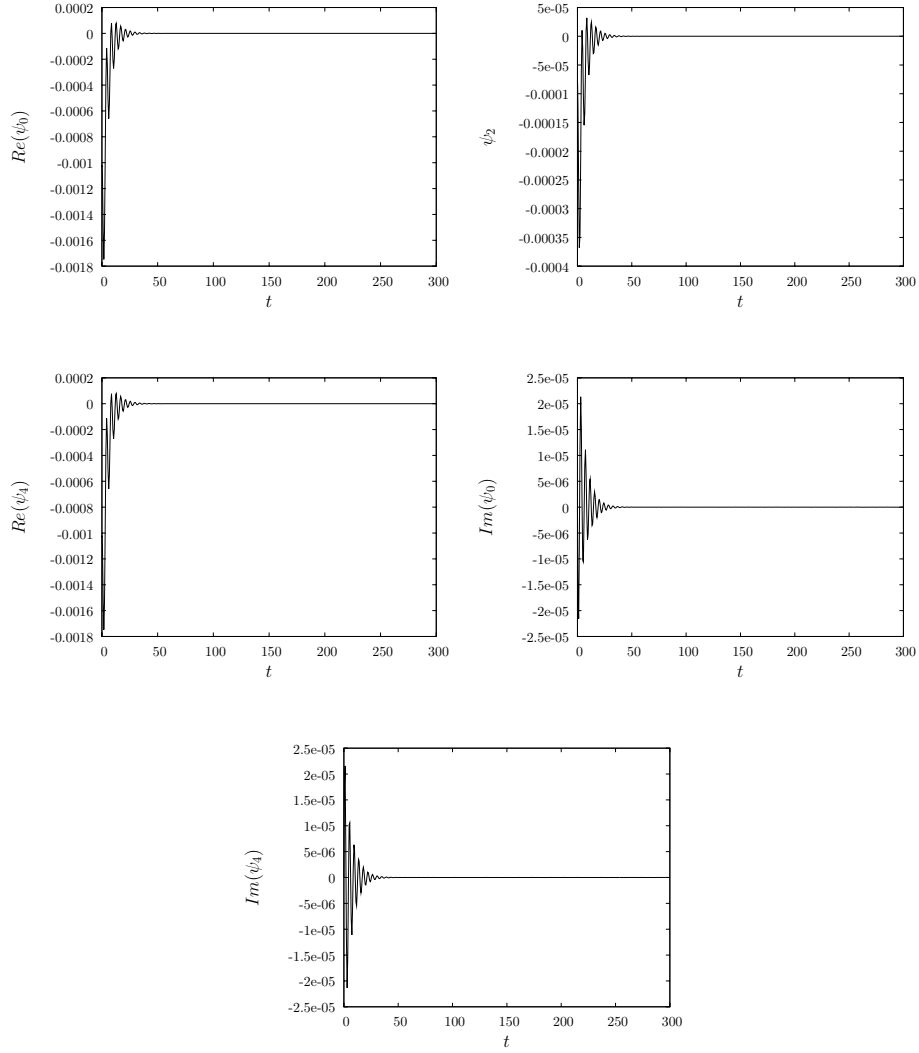 0.0002
0
-0.0002
-0.0004
-0.0006
-0.0008
-0.001
-0.0012
-0.0014
-0.0016
-0.0018
Re(ψ₀)
0 50 100 150 200 250 300
t
5e-05
0
-5e-05
-0.0001
-0.00015
-0.0002
-0.00025
-0.0003
-0.00035
-0.0004
ψ₂
0 50 100 150 200 250 300
t
0.0002
0
-0.0002
-0.0004
-0.0006
-0.0008
-0.001
-0.0012
-0.0014
-0.0016
-0.0018
Re(ψ₄)
0 50 100 150 200 250 300
t
2.5e-05
2e-05
1.5e-05
1e-05
5e-06
0
-5e-06
-1e-05
-1.5e-05
-2e-05
-2.5e-05
Im(ψ₀)
0 50 100 150 200 250 300
t
2.5e-05
2e-05
1.5e-05
1e-05
5e-06
0
-5e-06
-1e-05
-1.5e-05
-2e-05
-2.5e-05
Im(ψ₄)
0 50 100 150 200 250 300
t